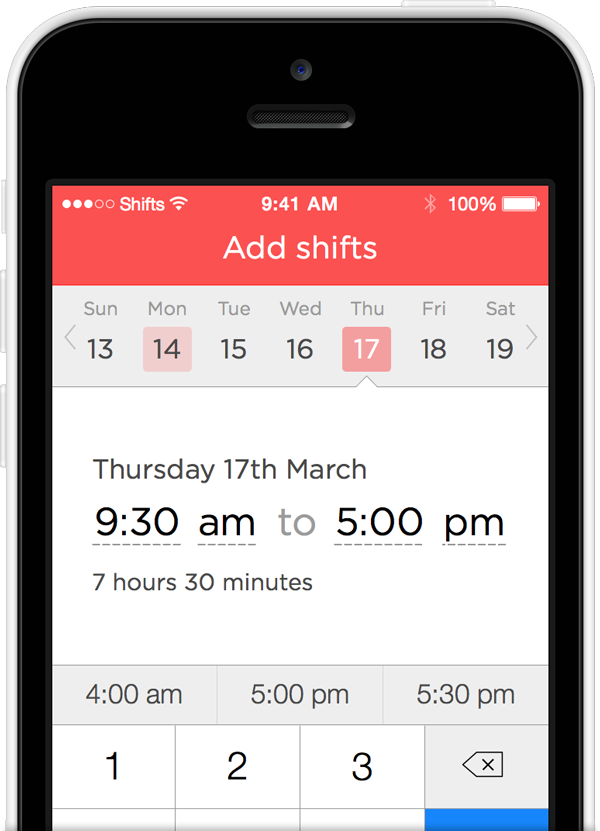 Shifts 9:41 AM 100%
Add shifts
Sun Mon Tue Wed Thu Fri Sat
13 14 15 16 17 18 19
Thursday 17th March
9:30 am to 5:00 pm
7 hours 30 minutes
4:00 am 5:00 pm 5:30 pm
1 2 3